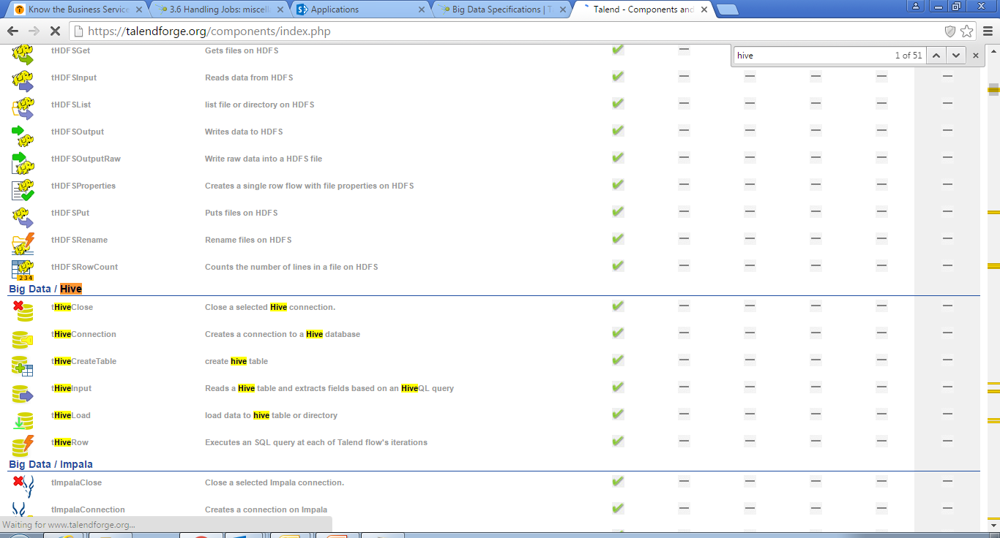 Know the Business Service
3.6 Handling Jobs: miscell
Applications
Big Data Specifications | T
Talend - Components and
https://talendforge.org/components/index.php
hive 1 of 51
tHDFSGet Gets files on HDFS
tHDFSInput Reads data from HDFS
tHDFSList list file or directory on HDFS
tHDFSOutput Writes data to HDFS
tHDFSOutputRaw Write raw data into a HDFS file
tHDFSProperties Creates a single row flow with file properties on HDFS
tHDFSPut Puts files on HDFS
tHDFSRename Rename files on HDFS
tHDFSRowCount Counts the number of lines in a file on HDFS
234
Big Data / Hive
tHiveClose Close a selected Hive connection.
tHiveConnection Creates a connection to a Hive database
tHiveCreateTable create hive table
tHiveInput Reads a Hive table and extracts fields based on an HiveQL query
tHiveLoad load data to hive table or directory
tHiveRow Executes an SQL query at each of Talend flow's iterations
Big Data / Impala
tImpalaClose Close a selected Impala connection.
tImpalaConnection Creates a connection on Impala
Waiting for www.talendforge.org...